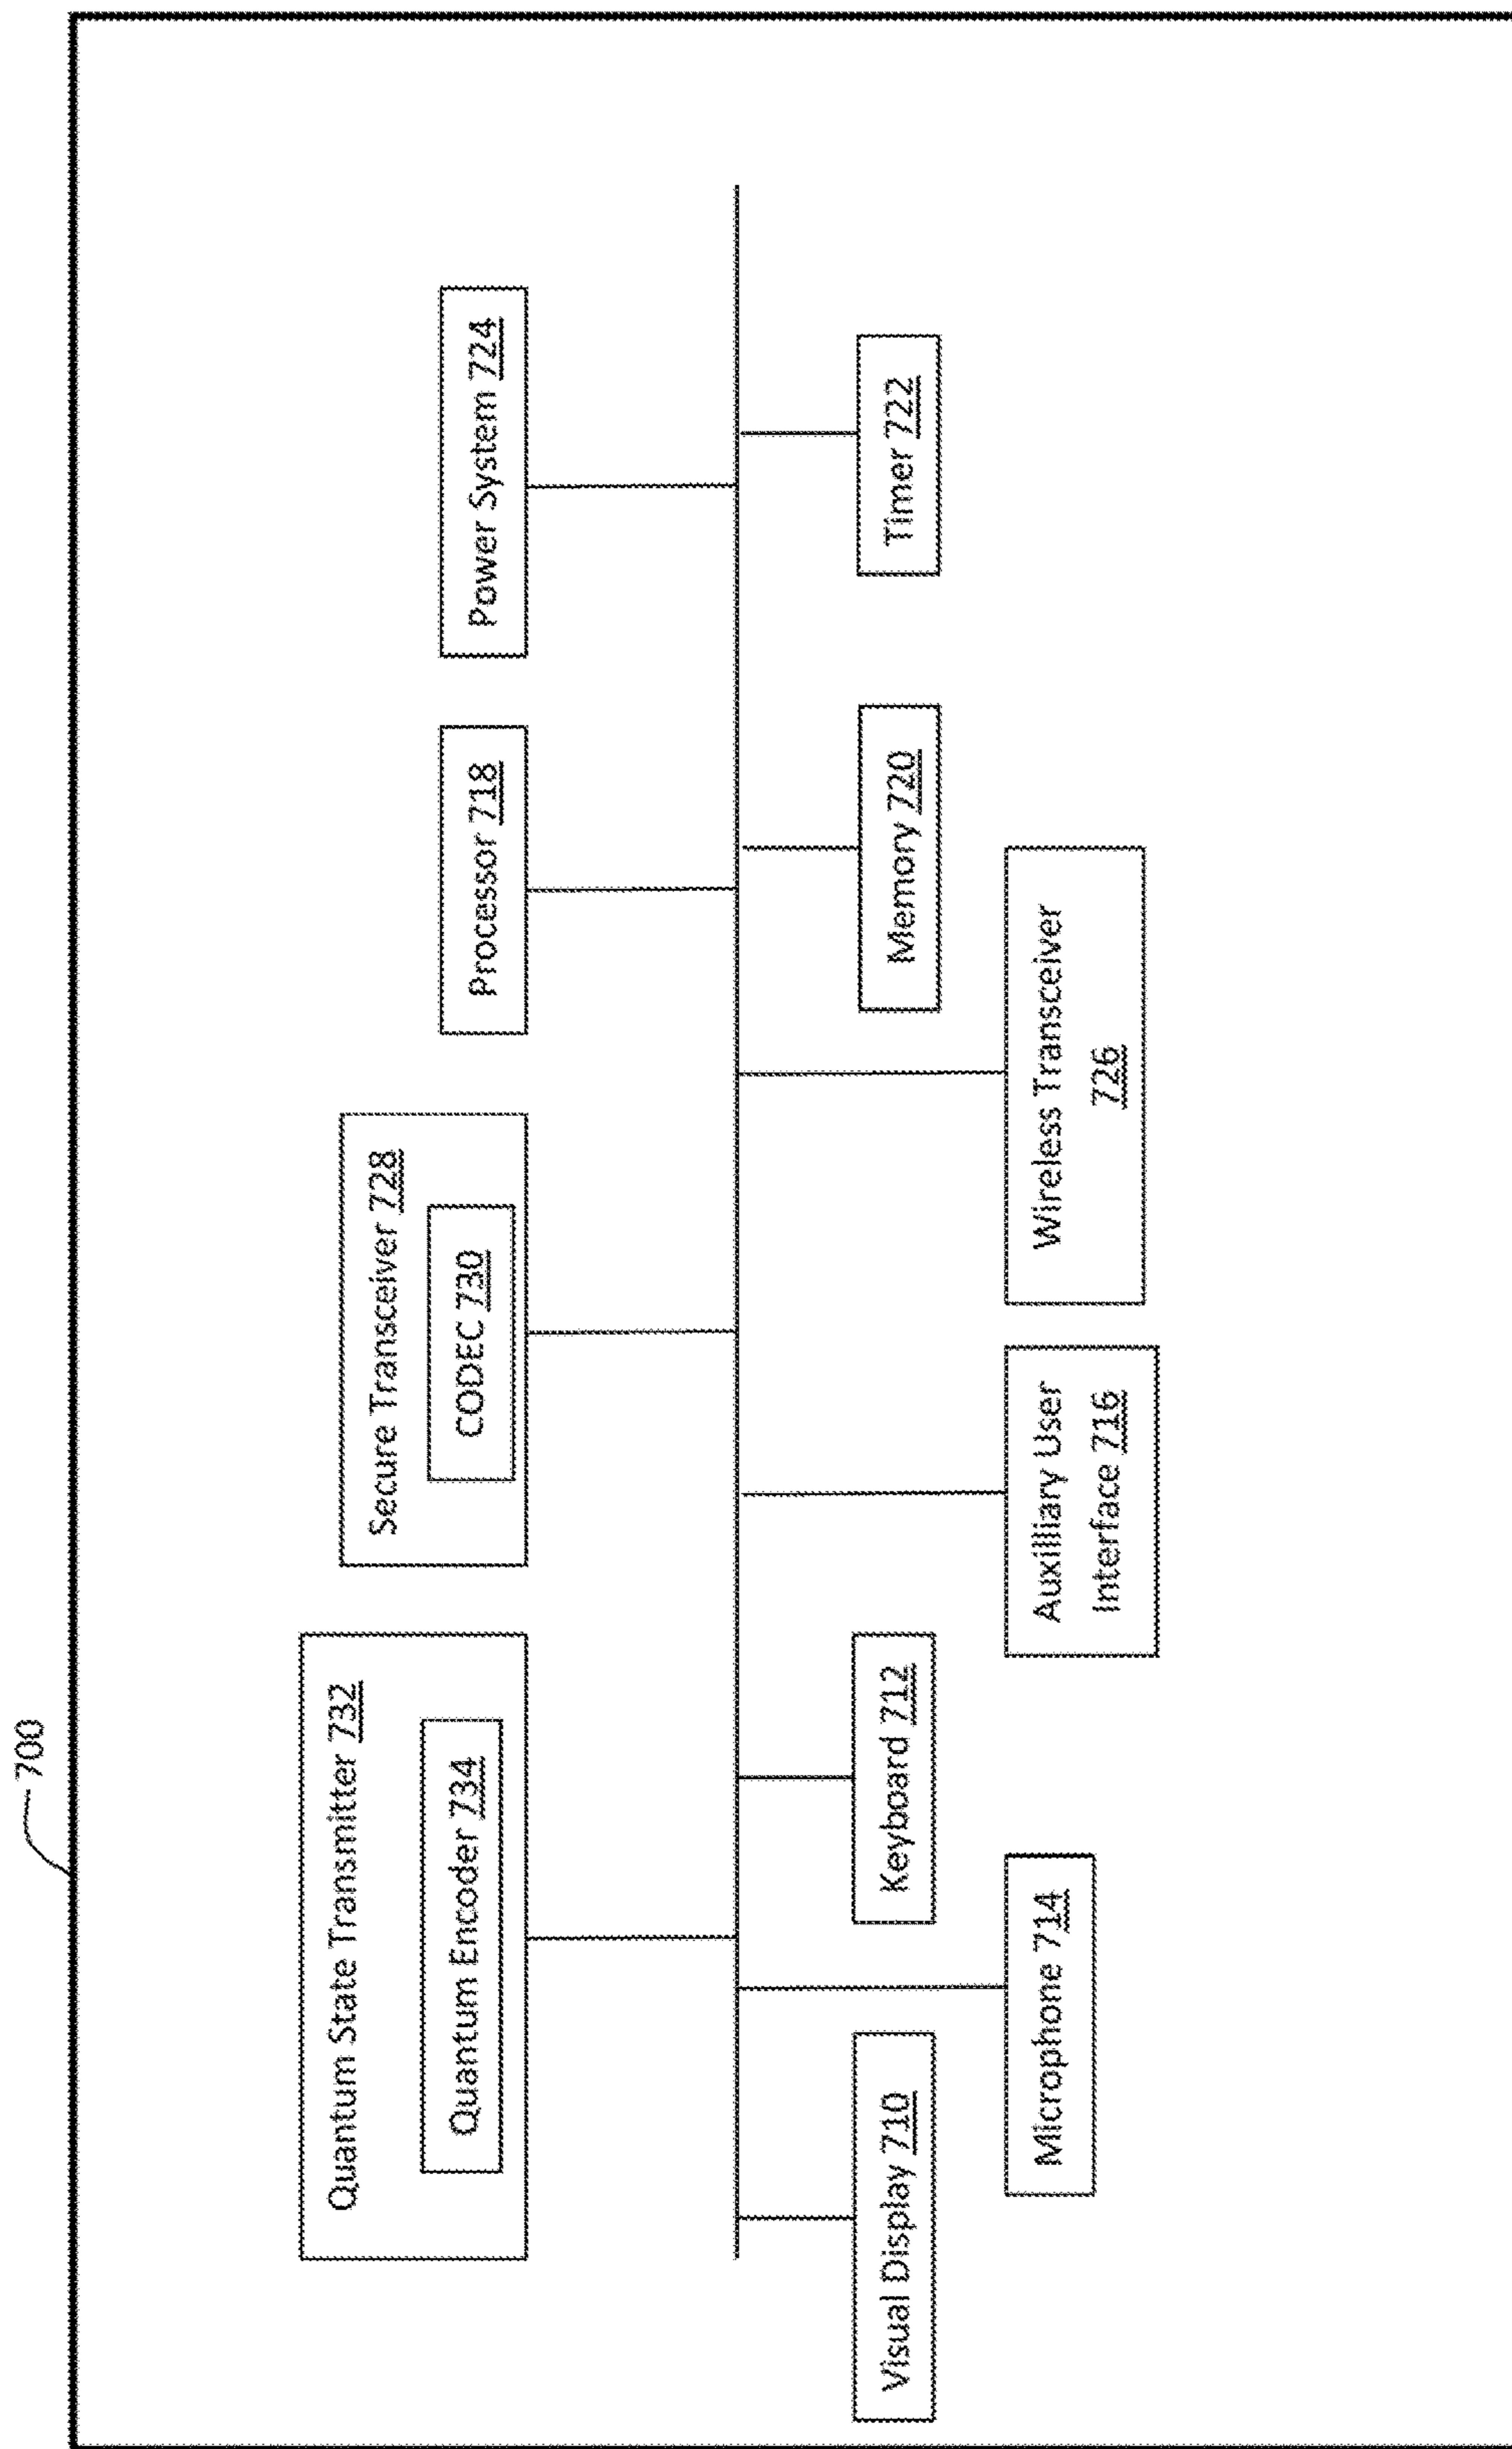 700
Quantum State Transmitter 732
Quantum Encoder 734
Secure Transceiver 728
CODEC 730
Processor 718
Power System 724
Visual Display 710
Keyboard 712
Memory 720
Timer 722
Microphone 714
Auxilliary User
Interface 716
Wireless Transceiver
726